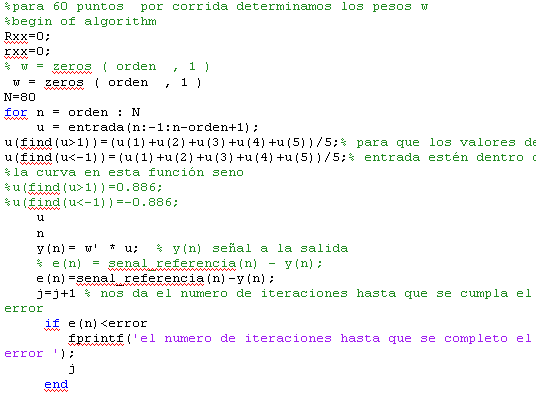 %para 60 puntos  por corrida determinamos los pesos w
%begin of algorithm
Rxx=0;
rxx=0;
% w = zeros ( orden  , 1 )
w = zeros ( orden  , 1 )
N=80
for n = orden : N
u = entrada(n:-1:n-orden+1);
u(find(u>1))=(u(1)+u(2)+u(3)+u(4)+u(5))/5;% para que los valores de
u(find(u<-1))=(u(1)+u(2)+u(3)+u(4)+u(5))/5;% entrada estén dentro
%la curva en esta función seno
%u(find(u>1))=0.886;
%u(find(u<-1))=-0.886;
u
n
y(n)= w' * u;  % y(n) señal a la salida
% e(n) = senal_referencia(n) - y(n);
e(n)=senal_referencia(n)-y(n);
j=j+1 % nos da el numero de iteraciones hasta que se cumpla el
error
if e(n)<error
fprintf('el numero de iteraciones hasta que se completo el
error ');
j
end